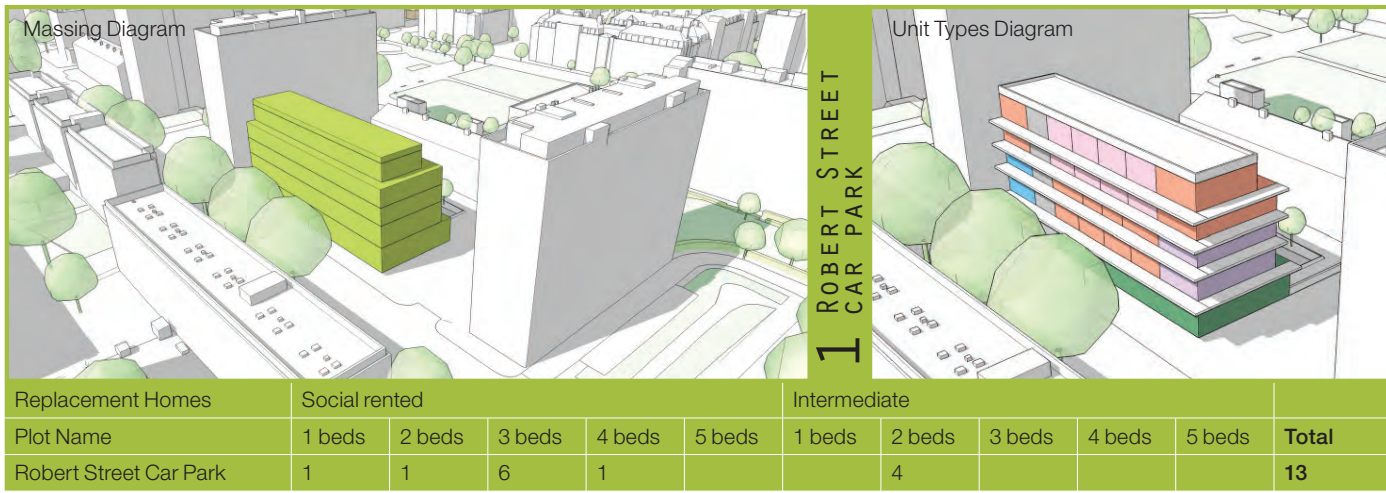 Massing Diagram
1 ROBERT STREET
CAR PARK
Unit Types Diagram
Replacement Homes Social rented Intermediate
Plot Name 1 beds 2 beds 3 beds 4 beds 5 beds 1 beds 2 beds 3 beds 4 beds 5 beds Total
Robert Street Car Park 1 1 6 1 4 13